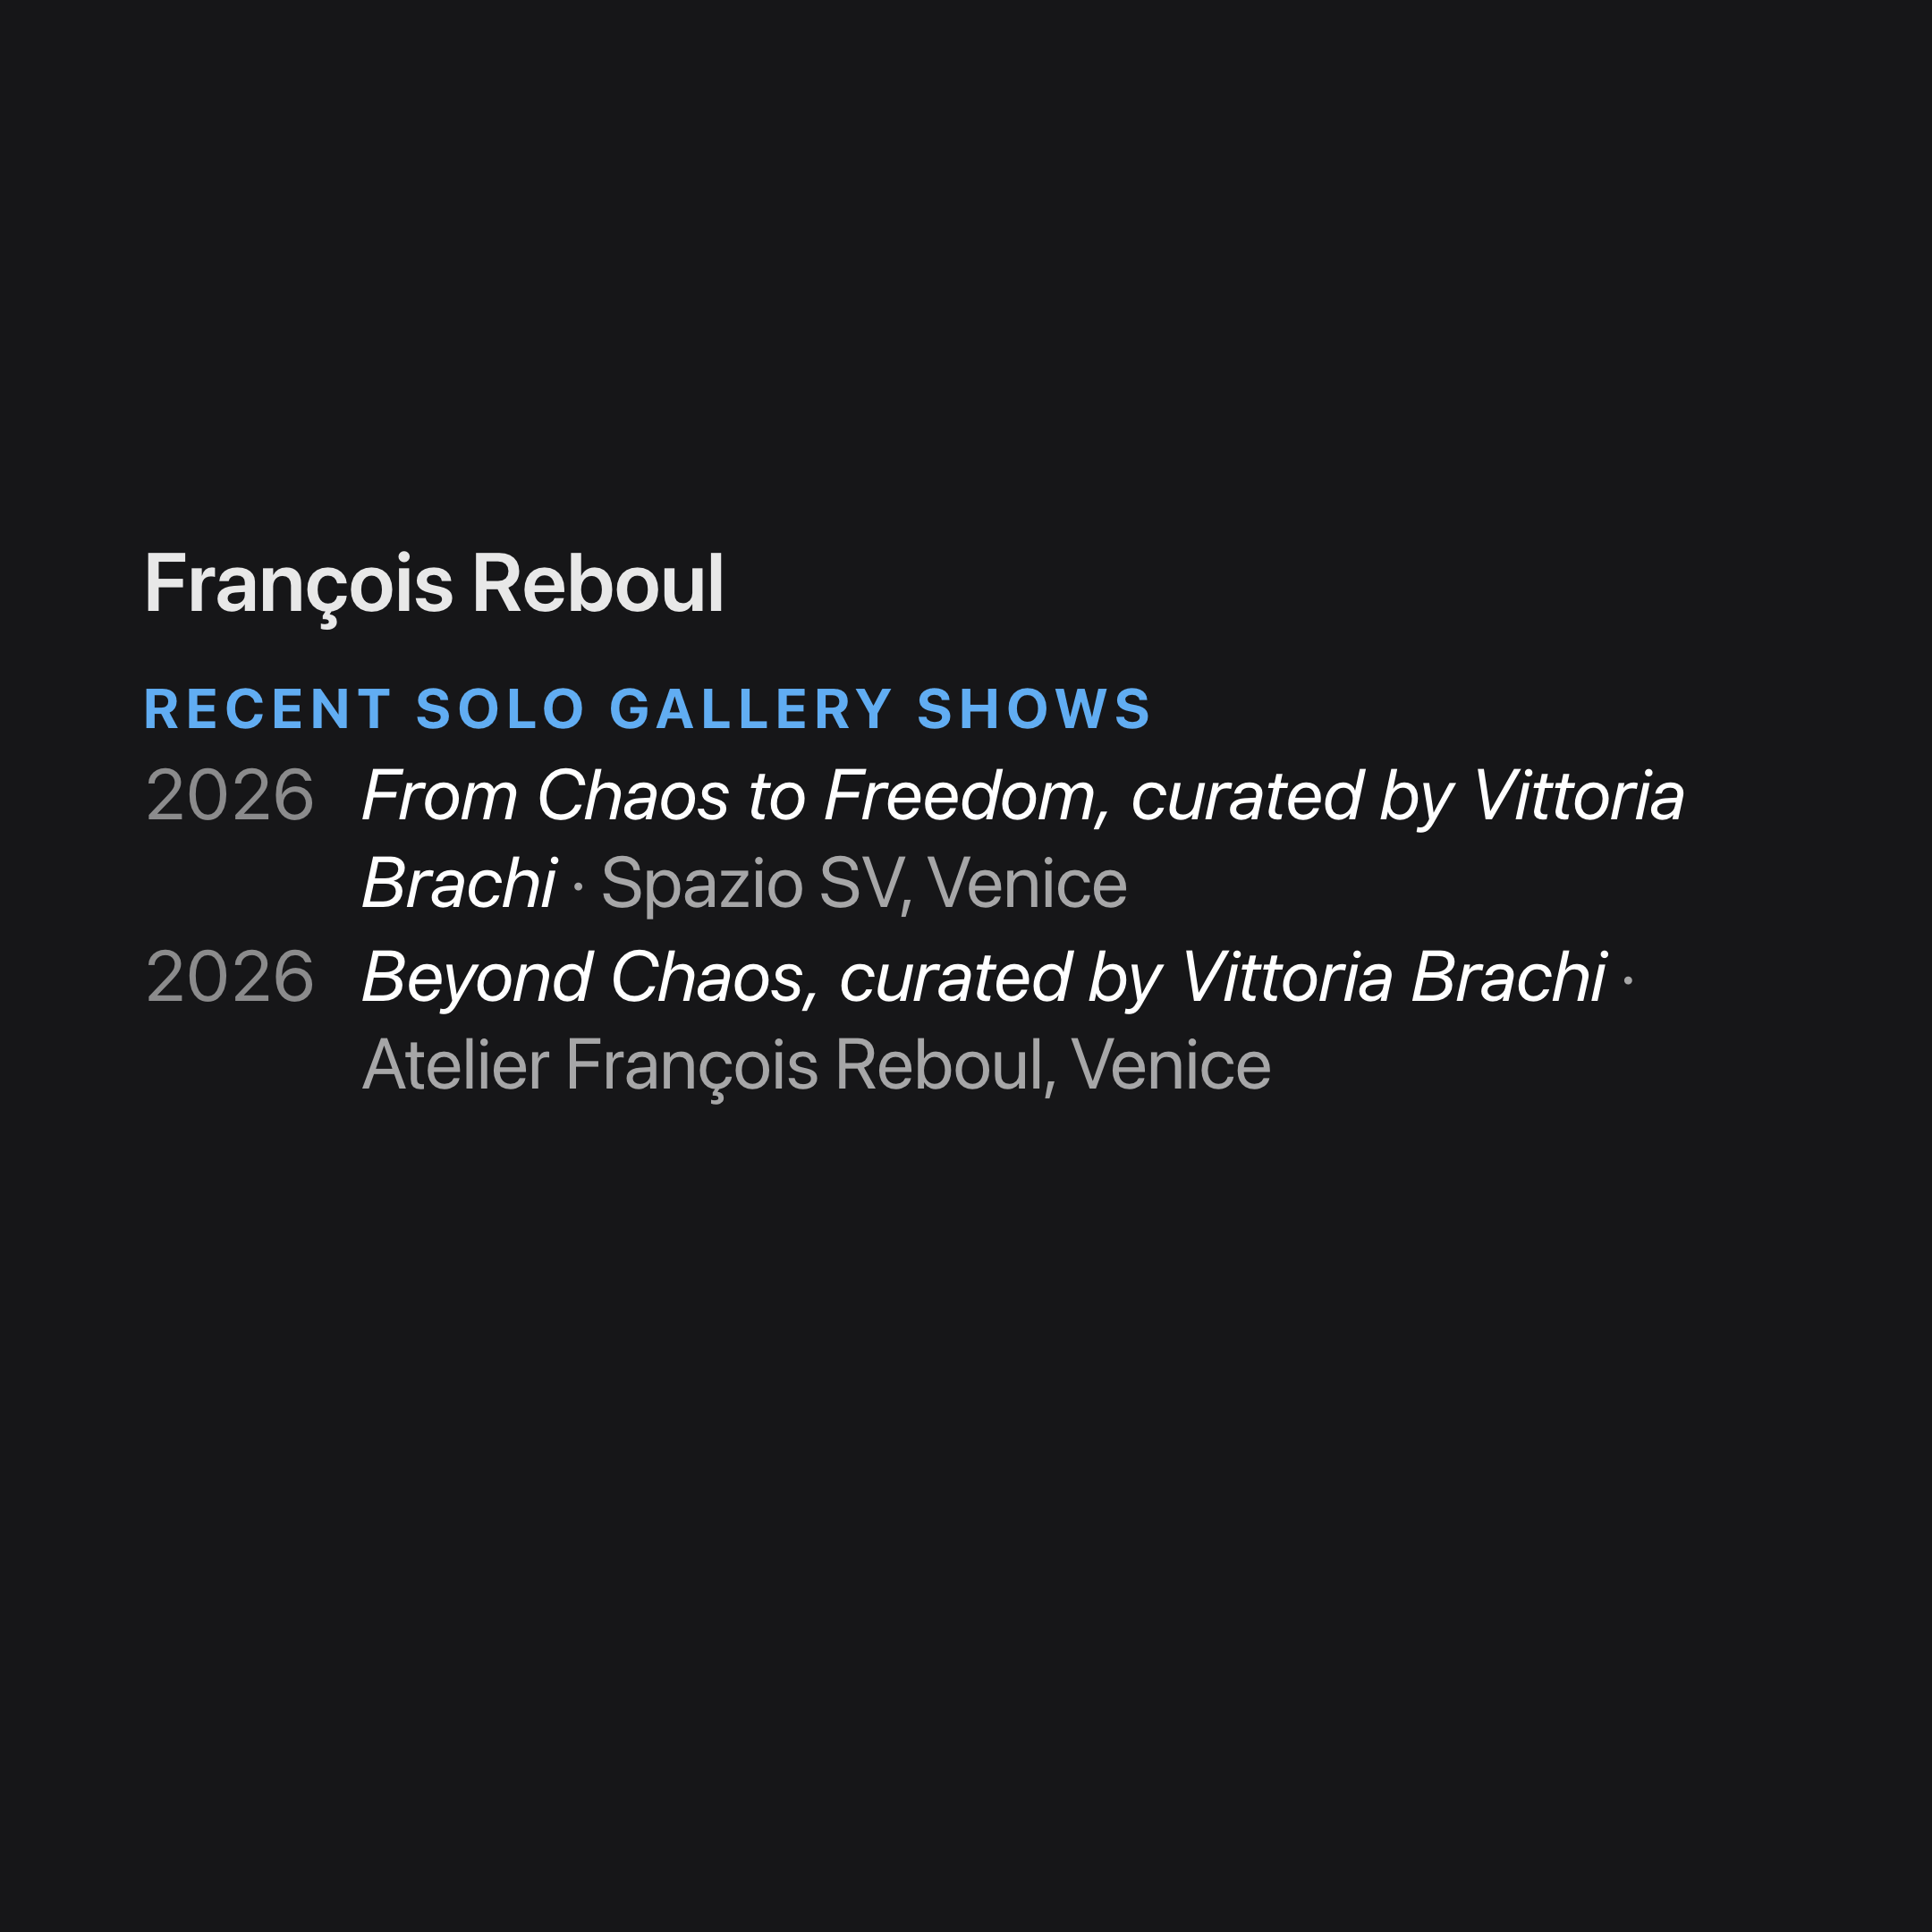 François Reboul
RECENT SOLO GALLERY SHOWS
2026 From Chaos to Freedom, curated by Vittoria
Brachi · Spazio SV, Venice
2026 Beyond Chaos, curated by Vittoria Brachi ·
Atelier François Reboul, Venice